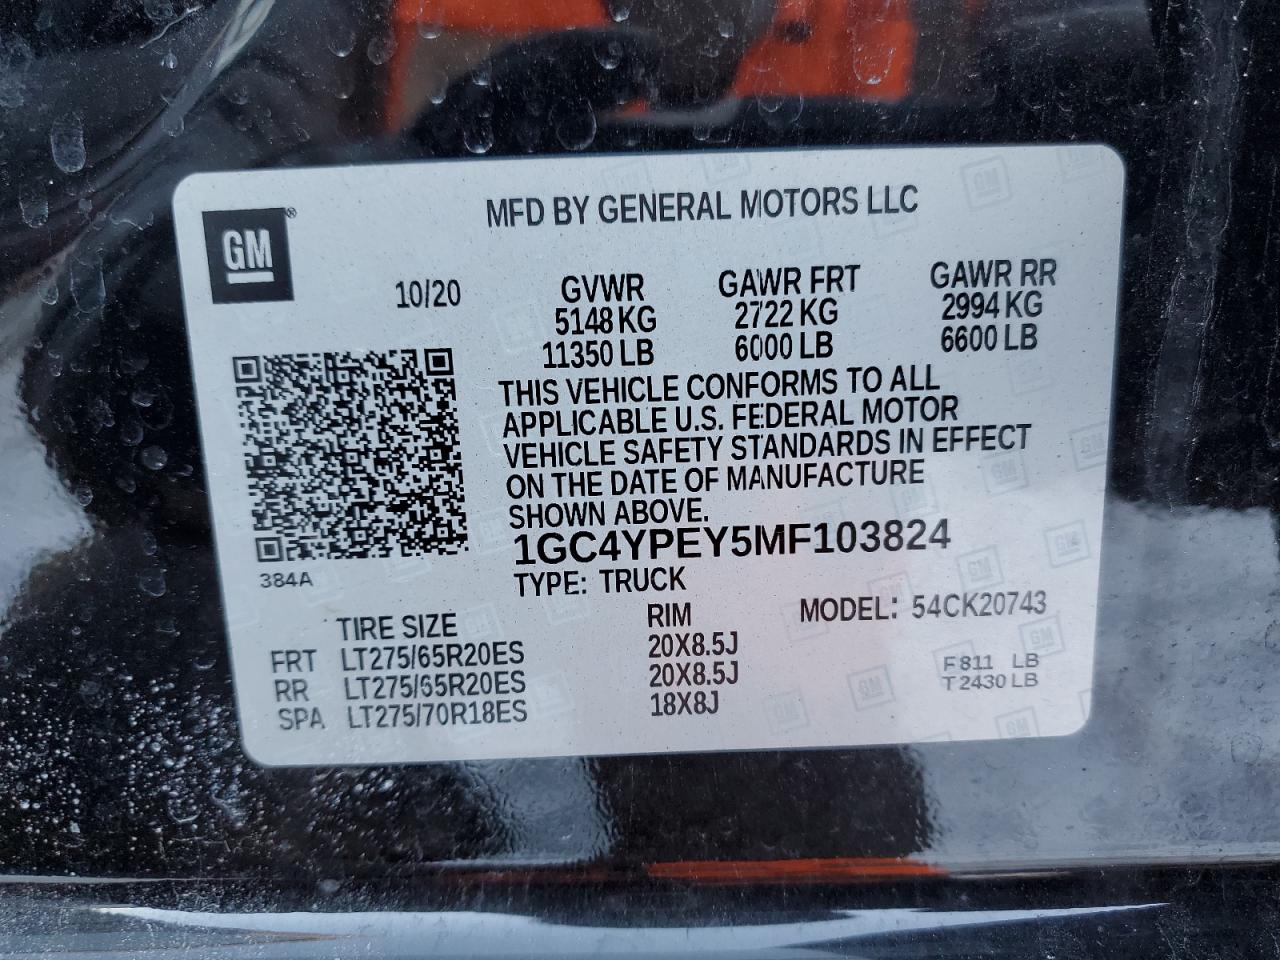 GM®
MFD BY GENERAL MOTORS LLC
10/20
GVWR GAWR FRT GAWR RR
5148 KG 2722 KG 2994 KG
11350 LB 6000 LB 6600 LB
THIS VEHICLE CONFORMS TO ALL
APPLICABLE U.S. FEDERAL MOTOR
VEHICLE SAFETY STANDARDS IN EFFECT
ON THE DATE OF MANUFACTURE
SHOWN ABOVE.
1GC4YPEY5MF103824
384A
TYPE: TRUCK
TIRE SIZE RIM MODEL: 54CK20743
FRT LT275/65R20ES 20X8.5J
RR LT275/65R20ES 20X8.5J
SPA LT275/70R18ES 18X8J
F 811 LB
T 2430 LB